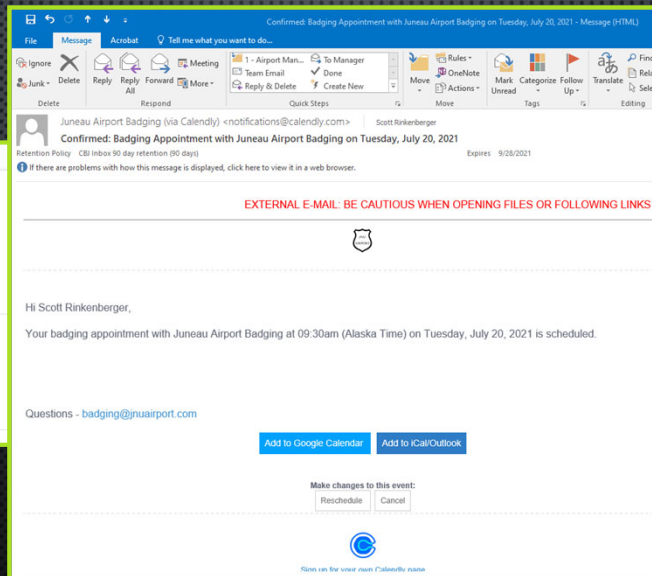 Confirmed: Badging Appointment with Juneau Airport Badging on Tuesday, July 20, 2021 - Message (HTML)
File Message Acrobat Tell me what you want to do...
Ignore
Junk
Delete
Reply
Reply All
Forward
Meeting
More
1 - Airport Man...
Team Email
Reply & Delete
To Manager
Done
Create New
Move
Rules
OneNote
Actions
Mark Unread
Categorize
Follow Up
Translate
Delete Respond Quick Steps Move Tags Editing
Juneau Airport Badging (via Calendly) <notifications@calendly.com> Scott Rinkenberger
Confirmed: Badging Appointment with Juneau Airport Badging on Tuesday, July 20, 2021
Retention Policy CBJ Inbox 90 day retention (90 days) Expires 9/28/2021
If there are problems with how this message is displayed, click here to view it in a web browser.
EXTERNAL E-MAIL: BE CAUTIOUS WHEN OPENING FILES OR FOLLOWING LINKS
Hi Scott Rinkenberger,
Your badging appointment with Juneau Airport Badging at 09:30am (Alaska Time) on Tuesday, July 20, 2021 is scheduled.
Questions - badging@jnuairport.com
Add to Google Calendar Add to iCal/Outlook
Make changes to this event:
Reschedule Cancel
Sign up for your own Calendly page